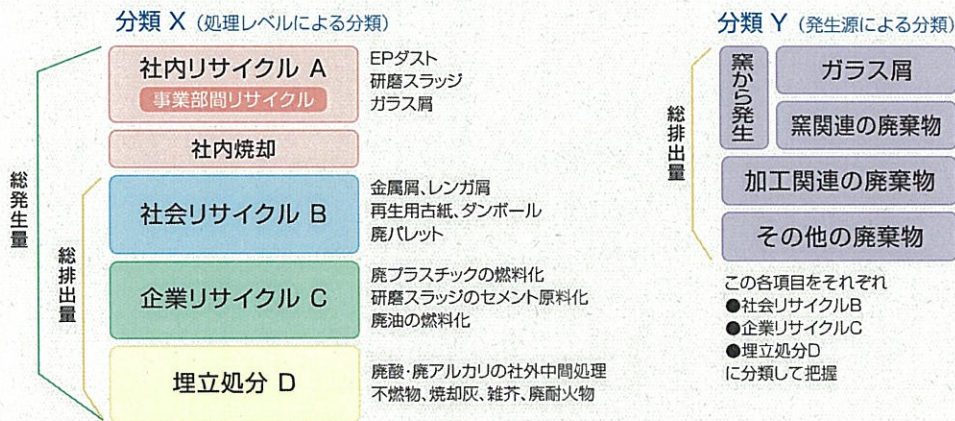 分類 X (処理レベルによる分類)
総発生量
総排出量
社内リサイクル A
事業部間リサイクル
EPダスト
研磨スラッジ
ガラス屑
社内焼却
社会リサイクル B
金属屑、レンガ屑
再生用古紙、ダンボール
廃パレット
企業リサイクル C
廃プラスチックの燃料化
研磨スラッジのセメント原料化
廃油の燃料化
埋立処分 D
廃酸・廃アルカリの社外中間処理
不燃物、焼却灰、雑芥、廃耐火物
分類 Y (発生源による分類)
総排出量
窯から発生
ガラス屑
窯関連の廃棄物
加工関連の廃棄物
その他の廃棄物
この各項目をそれぞれ
●社会リサイクルB
●企業リサイクルC
●埋立処分D
に分類して把握